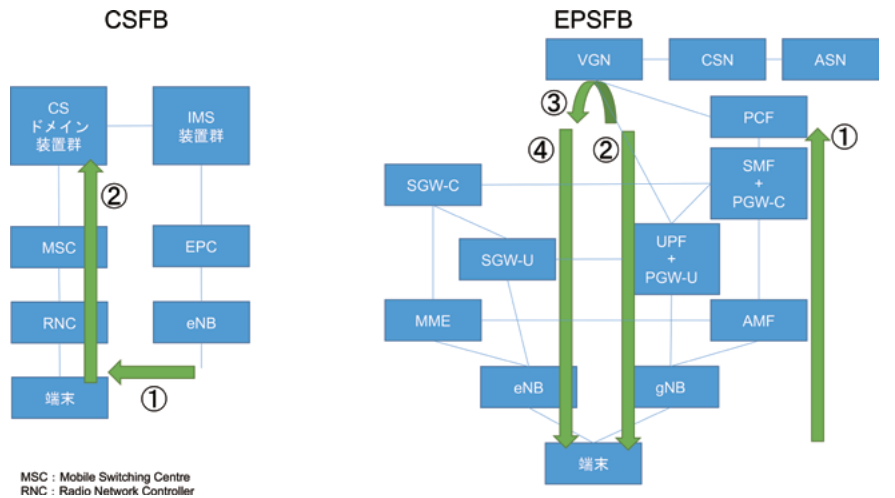 CSFB
CS
ドメイン
装置群
IMS
装置群
②
MSC
EPC
RNC
eNB
端末
①
MSC：Mobile Switching Centre
RNC：Radio Network Controller
EPSFB
VGN
CSN
ASN
③
PCF
①
④
②
SGW-C
SMF
+
PGW-C
SGW-U
UPF
+
PGW-U
MME
AMF
eNB
gNB
端末